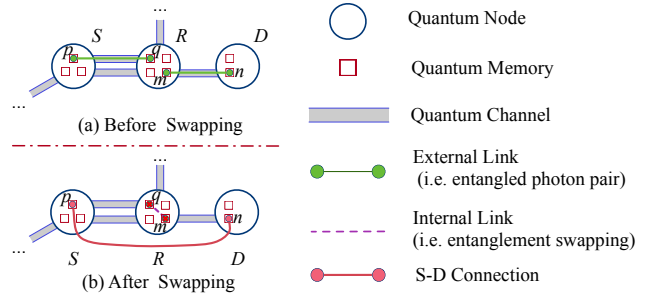 ...
S R D
p q
m n
...
(a) Before Swapping
...
p q
m n
...
S R D
(b) After Swapping
Quantum Node
Quantum Memory
Quantum Channel
External Link
(i.e. entangled photon pair)
Internal Link
(i.e. entanglement swapping)
S-D Connection